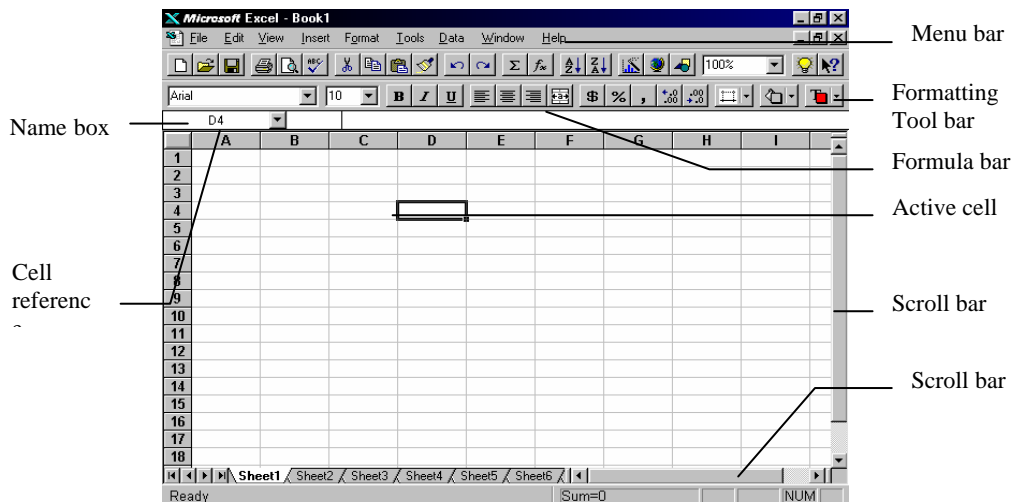 Microsoft Excel - Book1
File Edit View Insert Format Tools Data Window Help
Menu bar
100%
Arial 10 B I U $ % ,
Formatting
Tool bar
Name box
D4
Formula bar
A B C D E F G H I
1
2
3
4
Active cell
5
6
7
8
9
10
11
12
13
14
15
16
17
18
Cell
referenc
Scroll bar
Scroll bar
Sheet1 Sheet2 Sheet3 Sheet4 Sheet5 Sheet6
Ready Sum=0 NUM